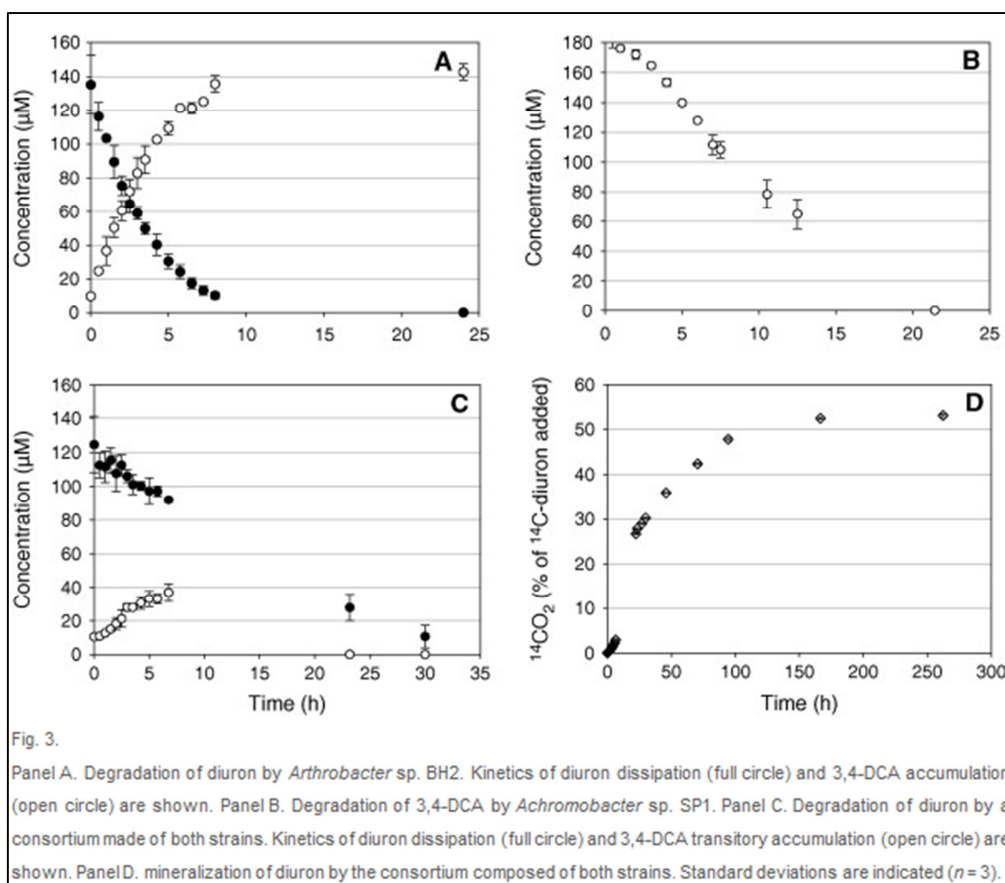 160
140
120
100
80
60
40
20
0
0 5 10 15 20 25
Concentration (µM)
A
180
160
140
120
100
80
60
40
20
0
0 5 10 15 20 25
Concentration (µM)
B
160
140
120
100
80
60
40
20
0
0 5 10 15 20 25 30 35
Concentration (µM)
Time (h)
C
60
50
40
30
20
10
0
0 50 100 150 200 250 300
¹⁴CO₂ (% of ¹⁴C-diuron added)
Time (h)
D
Fig. 3.
Panel A. Degradation of diuron by Arthrobacter sp. BH2. Kinetics of diuron dissipation (full circle) and 3,4-DCA accumulation
(open circle) are shown. Panel B. Degradation of 3,4-DCA by Achromobacter sp. SP1. Panel C. Degradation of diuron by a
consortium made of both strains. Kinetics of diuron dissipation (full circle) and 3,4-DCA transitory accumulation (open circle) are
shown. Panel D. mineralization of diuron by the consortium composed of both strains. Standard deviations are indicated (n = 3).